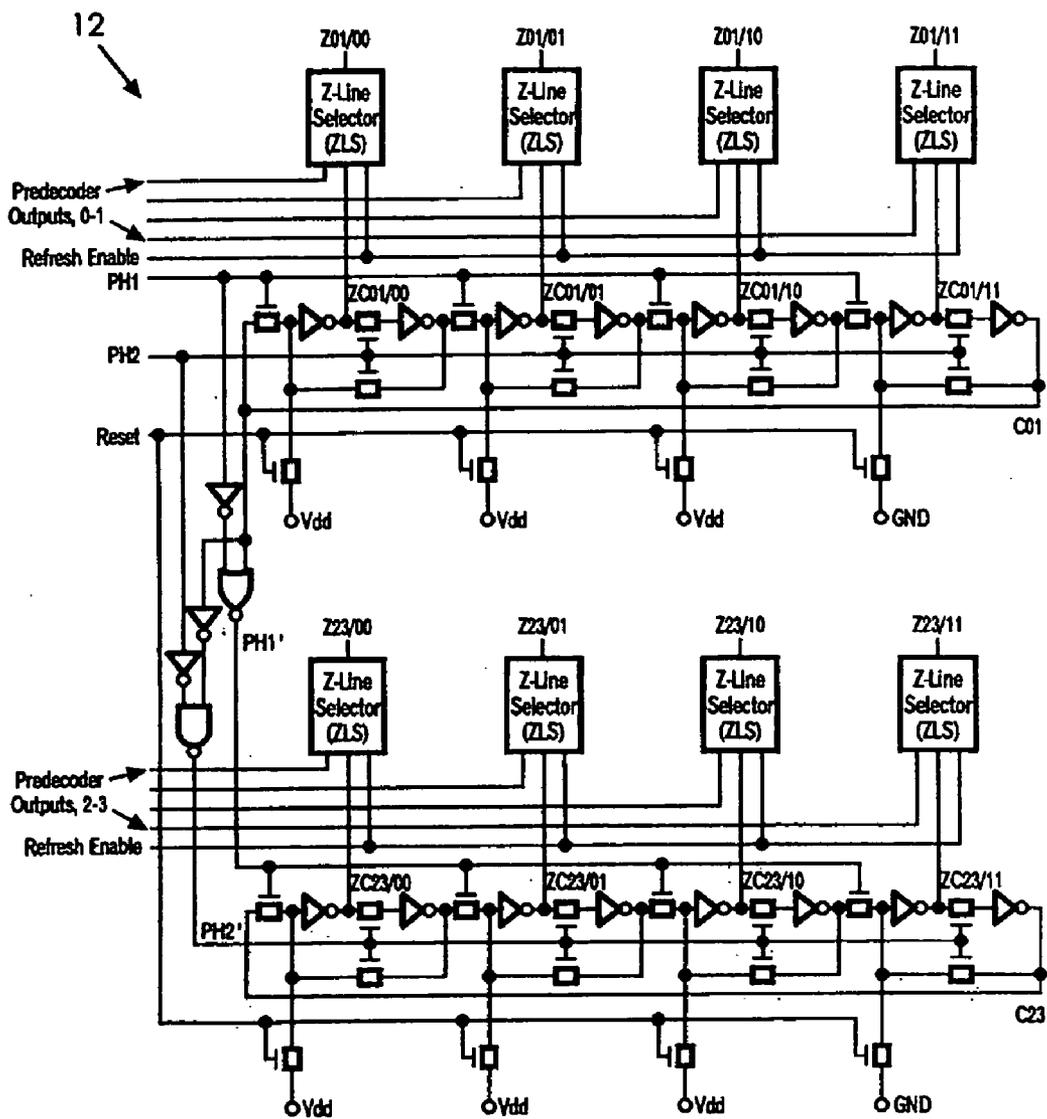 12
Z01/00 Z01/01 Z01/10 Z01/11
Z-Line Z-Line Z-Line Z-Line
Selector Selector Selector Selector
(ZLS) (ZLS) (ZLS) (ZLS)
Predecoder
Outputs, 0-1
Refresh Enable
PH1
ZC01/00 ZC01/01 ZC01/10 ZC01/11
PH2
C01
Reset
Vdd Vdd Vdd GND
PH1'
Z23/00 Z23/01 Z23/10 Z23/11
Z-Line Z-Line Z-Line Z-Line
Selector Selector Selector Selector
(ZLS) (ZLS) (ZLS) (ZLS)
Predecoder
Outputs, 2-3
Refresh Enable
ZC23/00 ZC23/01 ZC23/10 ZC23/11
PH2'
C23
Vdd Vdd Vdd GND